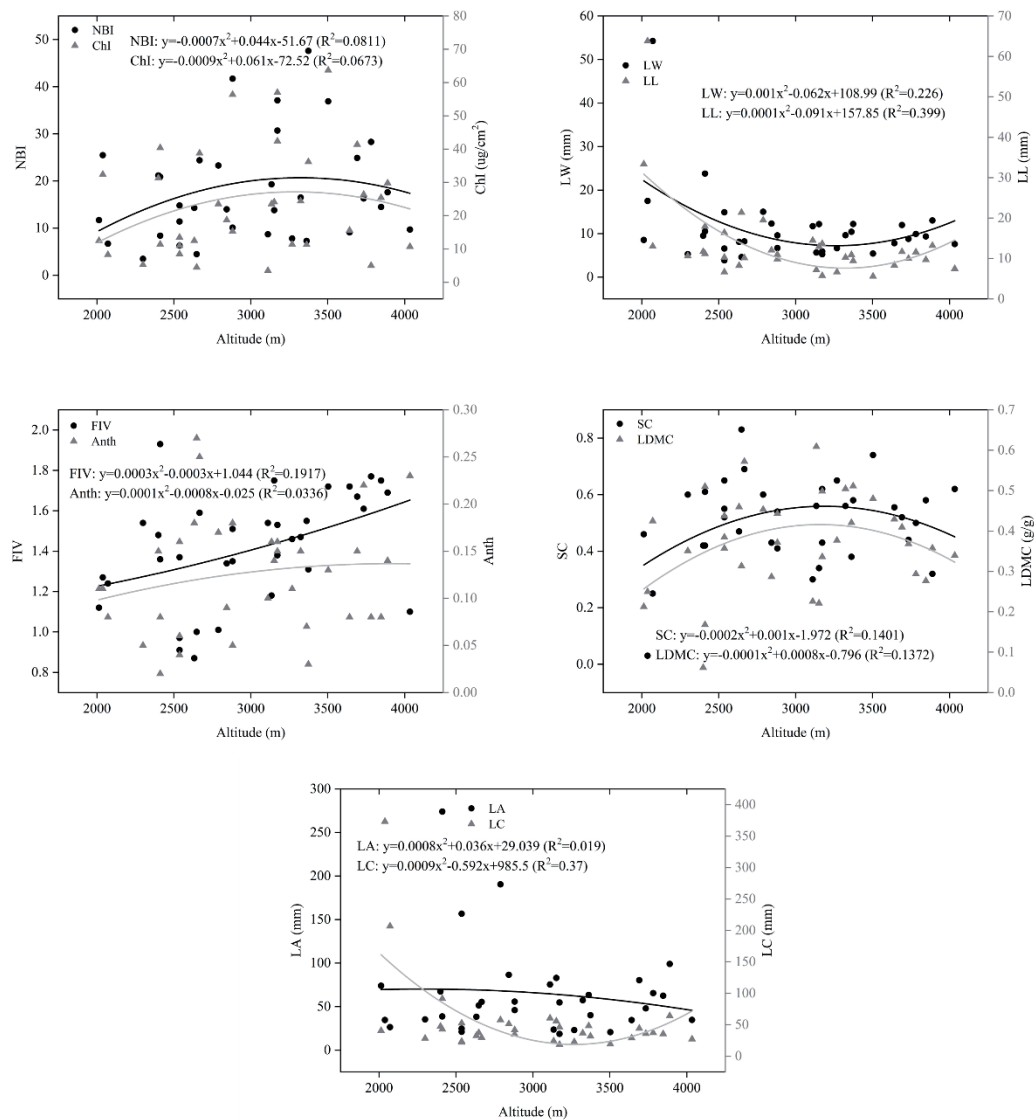 NBI
ChI
NBI: y=-0.0007x²+0.044x-51.67 (R²=0.0811)
ChI: y=-0.0009x²+0.061x-72.52 (R²=0.0673)
50
40
30
20
10
0
NBI
80
70
60
50
40
30
20
10
0
ChI (ug/cm²)
2000 2500 3000 3500 4000
Altitude (m)
LW
LL
LW: y=0.001x²-0.062x+108.99 (R²=0.226)
LL: y=0.0001x²-0.091x+157.85 (R²=0.399)
60
50
40
30
20
10
0
LW (mm)
70
60
50
40
30
20
10
0
LL (mm)
2000 2500 3000 3500 4000
Altitude (m)
FIV
Anth
FIV: y=0.0003x²-0.0003x+1.044 (R²=0.1917)
Anth: y=0.0001x²-0.0008x-0.025 (R²=0.0336)
2.0
1.8
1.6
1.4
1.2
1.0
0.8
FIV
0.30
0.25
0.20
0.15
0.10
0.05
0.00
Anth
2000 2500 3000 3500 4000
Altitude (m)
SC
LDMC
SC: y=-0.0002x²+0.001x-1.972 (R²=0.1401)
LDMC: y=-0.0001x²+0.0008x-0.796 (R²=0.1372)
0.8
0.6
0.4
0.2
0.0
SC
0.7
0.6
0.5
0.4
0.3
0.2
0.1
0.0
LDMC (g/g)
2000 2500 3000 3500 4000
Altitude (m)
LA
LC
LA: y=0.0008x²+0.036x+29.039 (R²=0.019)
LC: y=0.0009x²-0.592x+985.5 (R²=0.37)
300
250
200
150
100
50
0
LA (mm)
400
350
300
250
200
150
100
50
0
LC (mm)
2000 2500 3000 3500 4000
Altitude (m)